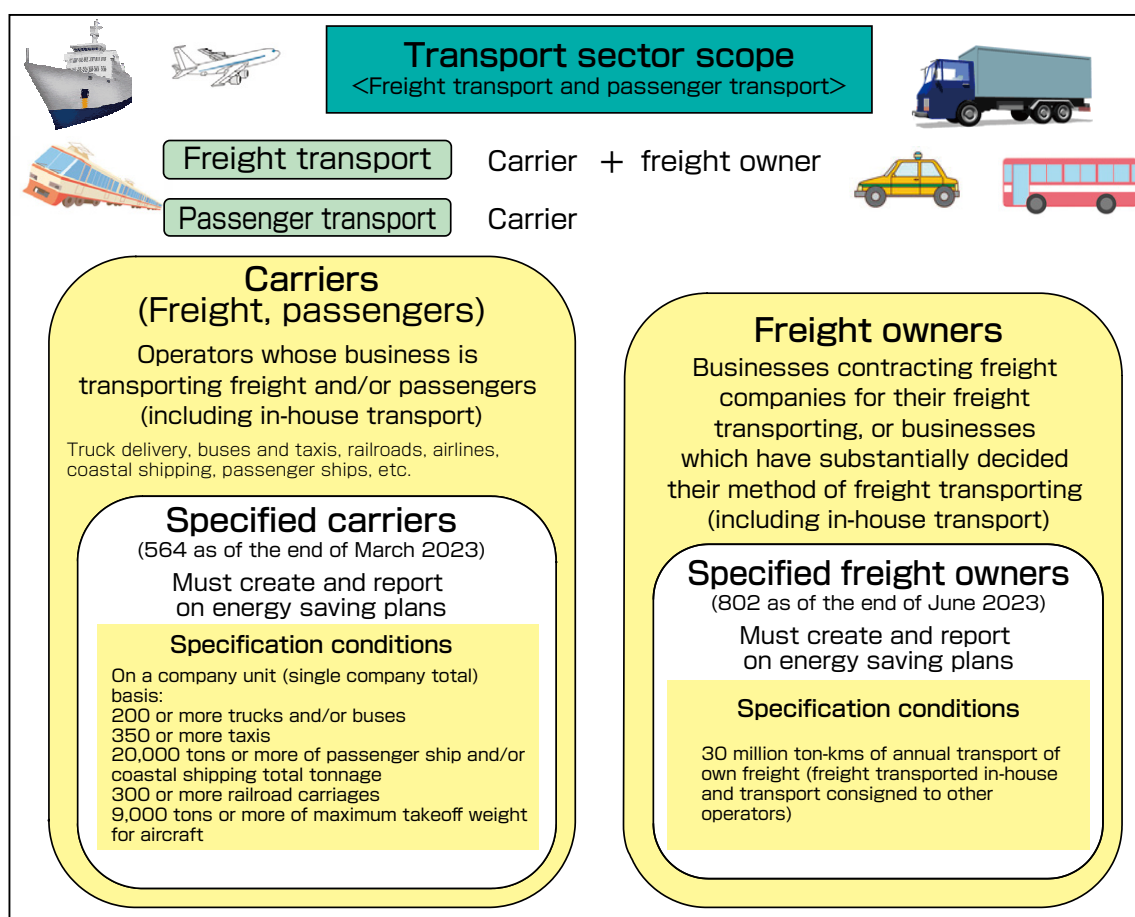 Transport sector scope
<Freight transport and passenger transport>
Freight transport
Carrier + freight owner
Passenger transport
Carrier
Carriers
(Freight, passengers)
Operators whose business is
transporting freight and/or passengers
(including in-house transport)
Truck delivery, buses and taxis, railroads, airlines,
coastal shipping, passenger ships, etc.
Specified carriers
(564 as of the end of March 2023)
Must create and report
on energy saving plans
Specification conditions
On a company unit (single company total)
basis:
200 or more trucks and/or buses
350 or more taxis
20,000 tons or more of passenger ship and/or
coastal shipping total tonnage
300 or more railroad carriages
9,000 tons or more of maximum takeoff weight
for aircraft
Freight owners
Businesses contracting freight
companies for their freight
transporting, or businesses
which have substantially decided
their method of freight transporting
(including in-house transport)
Specified freight owners
(802 as of the end of June 2023)
Must create and report
on energy saving plans
Specification conditions
30 million ton-kms of annual transport of
own freight (freight transported in-house
and transport consigned to other
operators)